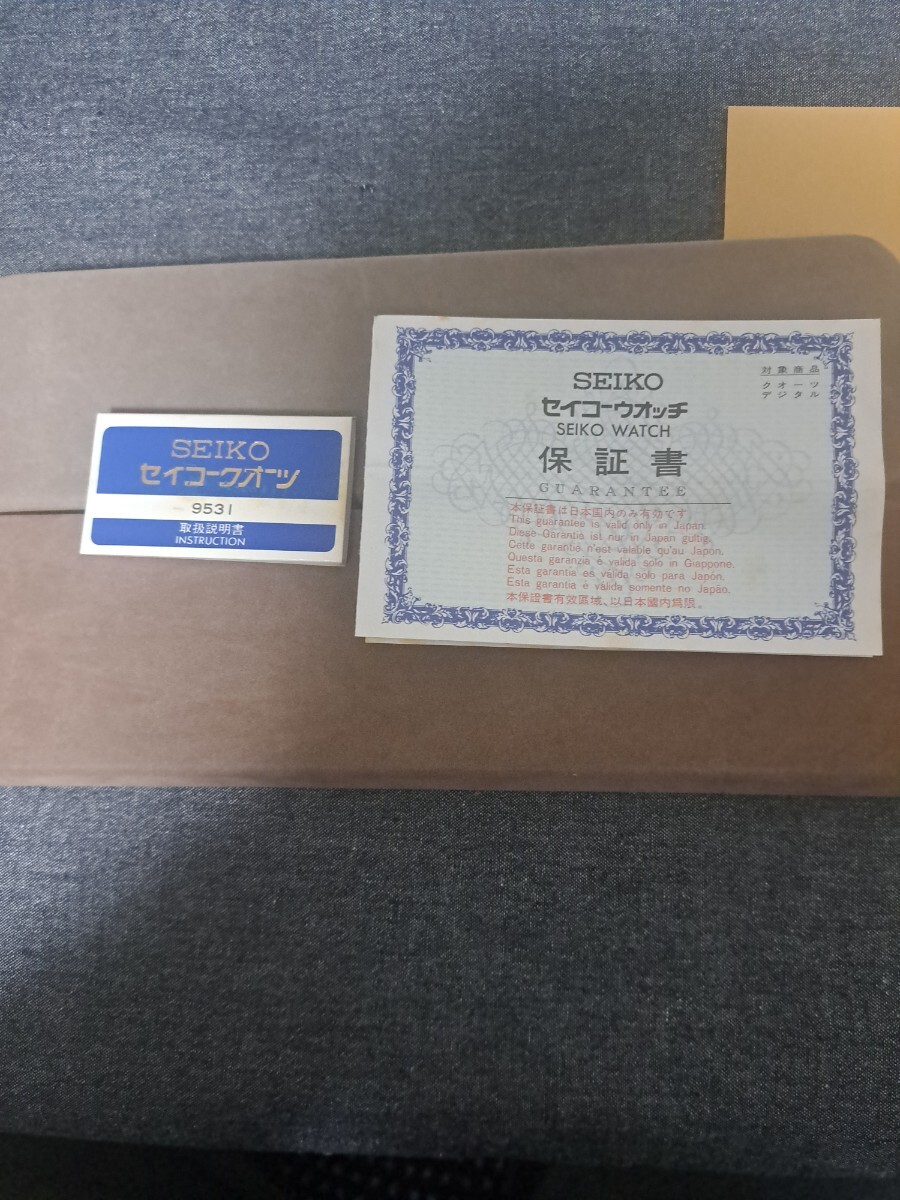 SEIKO
セイコークオーツ
9531
取扱説明書
INSTRUCTION
SEIKO
セイコーウオッチ
SEIKO WATCH
保証書
GUARANTEE
対象商品
クオーツ
デジタル
本保証書は日本国内のみ有効です。
This guarantee is valid only in Japan.
Diese Garantia ist nur in Japan gültig.
Cette garantie n'est valable qu'au Japon.
Questa garanzia é valida solo in Giappone.
Esta garantia es válida solo para Japón.
Esta garantia é válida somente no Japão.
本保證書有效區域、以日本國内爲限。